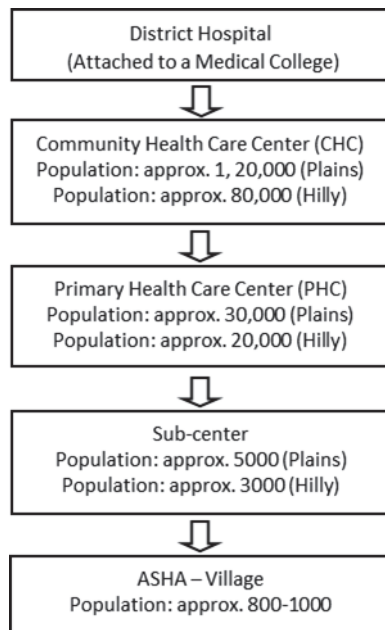 District Hospital
(Attached to a Medical College)
Community Health Care Center (CHC)
Population: approx. 1, 20,000 (Plains)
Population: approx. 80,000 (Hilly)
Primary Health Care Center (PHC)
Population: approx. 30,000 (Plains)
Population: approx. 20,000 (Hilly)
Sub-center
Population: approx. 5000 (Plains)
Population: approx. 3000 (Hilly)
ASHA – Village
Population: approx. 800-1000